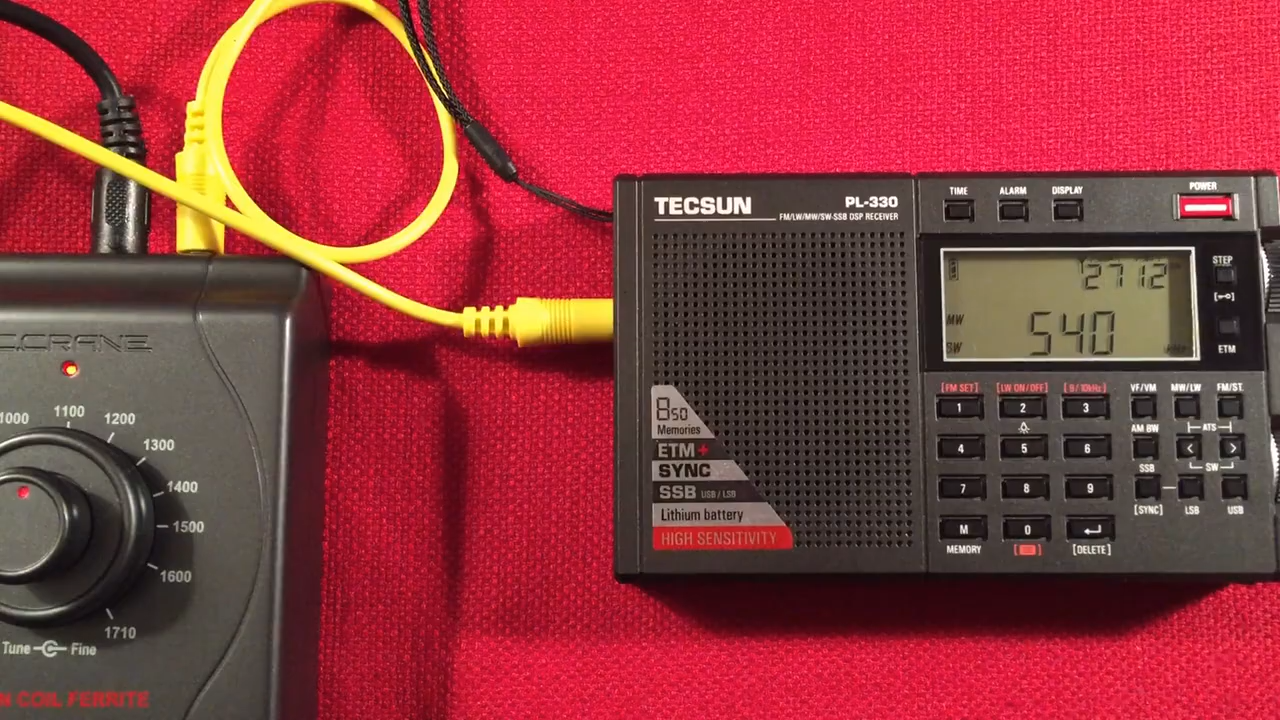 C.CRANE
1000
1100
1200
1300
1400
1500
1600
1710
Tune
Fine
COIL FERRITE
TECSUN
PL-330
FM/LW/MW/SW-SSB DSP RECEIVER
850
Memories
ETM+
SYNC
SSB USB / LSB
Lithium battery
HIGH SENSITIVITY
TIME
ALARM
DISPLAY
POWER
2712
MW
540
SW
STEP
ETM
[FM SET]
[LW ON/OFF]
[9/10kHz]
VF/VM
MW/LW
FM/ST.
1
2
3
AM BW
ATS
4
5
6
<
>
SSB
SW
7
8
9
[SYNC]
LSB
USB
M
0
MEMORY
[DELETE]